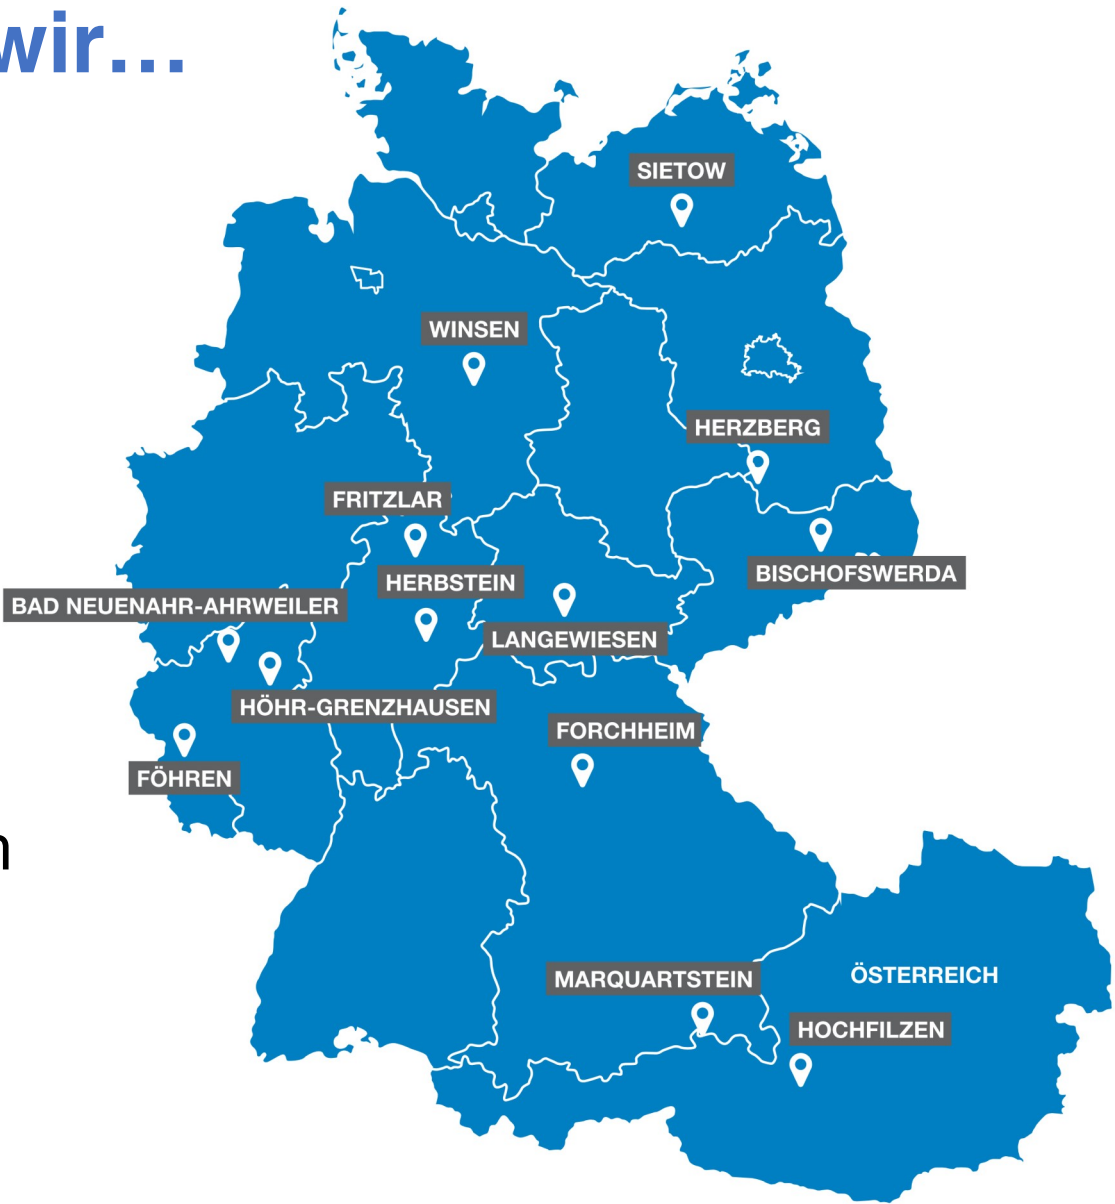 wir...
SIETOW
WINSEN
HERZBERG
FRITZLAR
BISCHOFSWERDA
HERBSTEIN
BAD NEUENAHR-AHRWEILER
LANGEWIESEN
HÖHR-GRENZHAUSEN
FORCHHEIM
FÖHREN
n
MARQUARTSTEIN
ÖSTERREICH
HOCHFILZEN